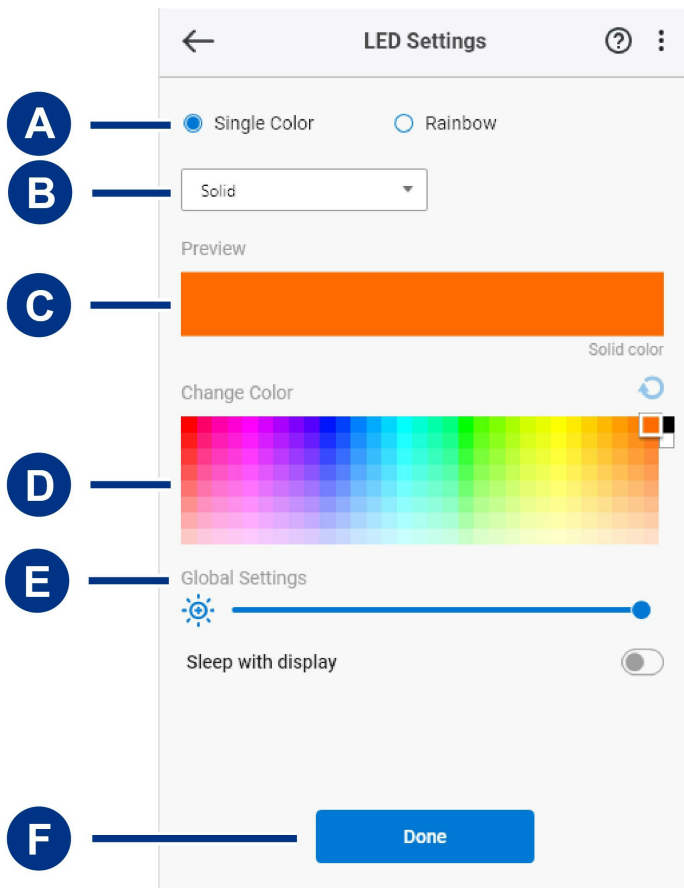 LED Settings
A Single Color Rainbow
B Solid
Preview
C
Solid color
Change Color
D
E Global Settings
Sleep with display
F Done